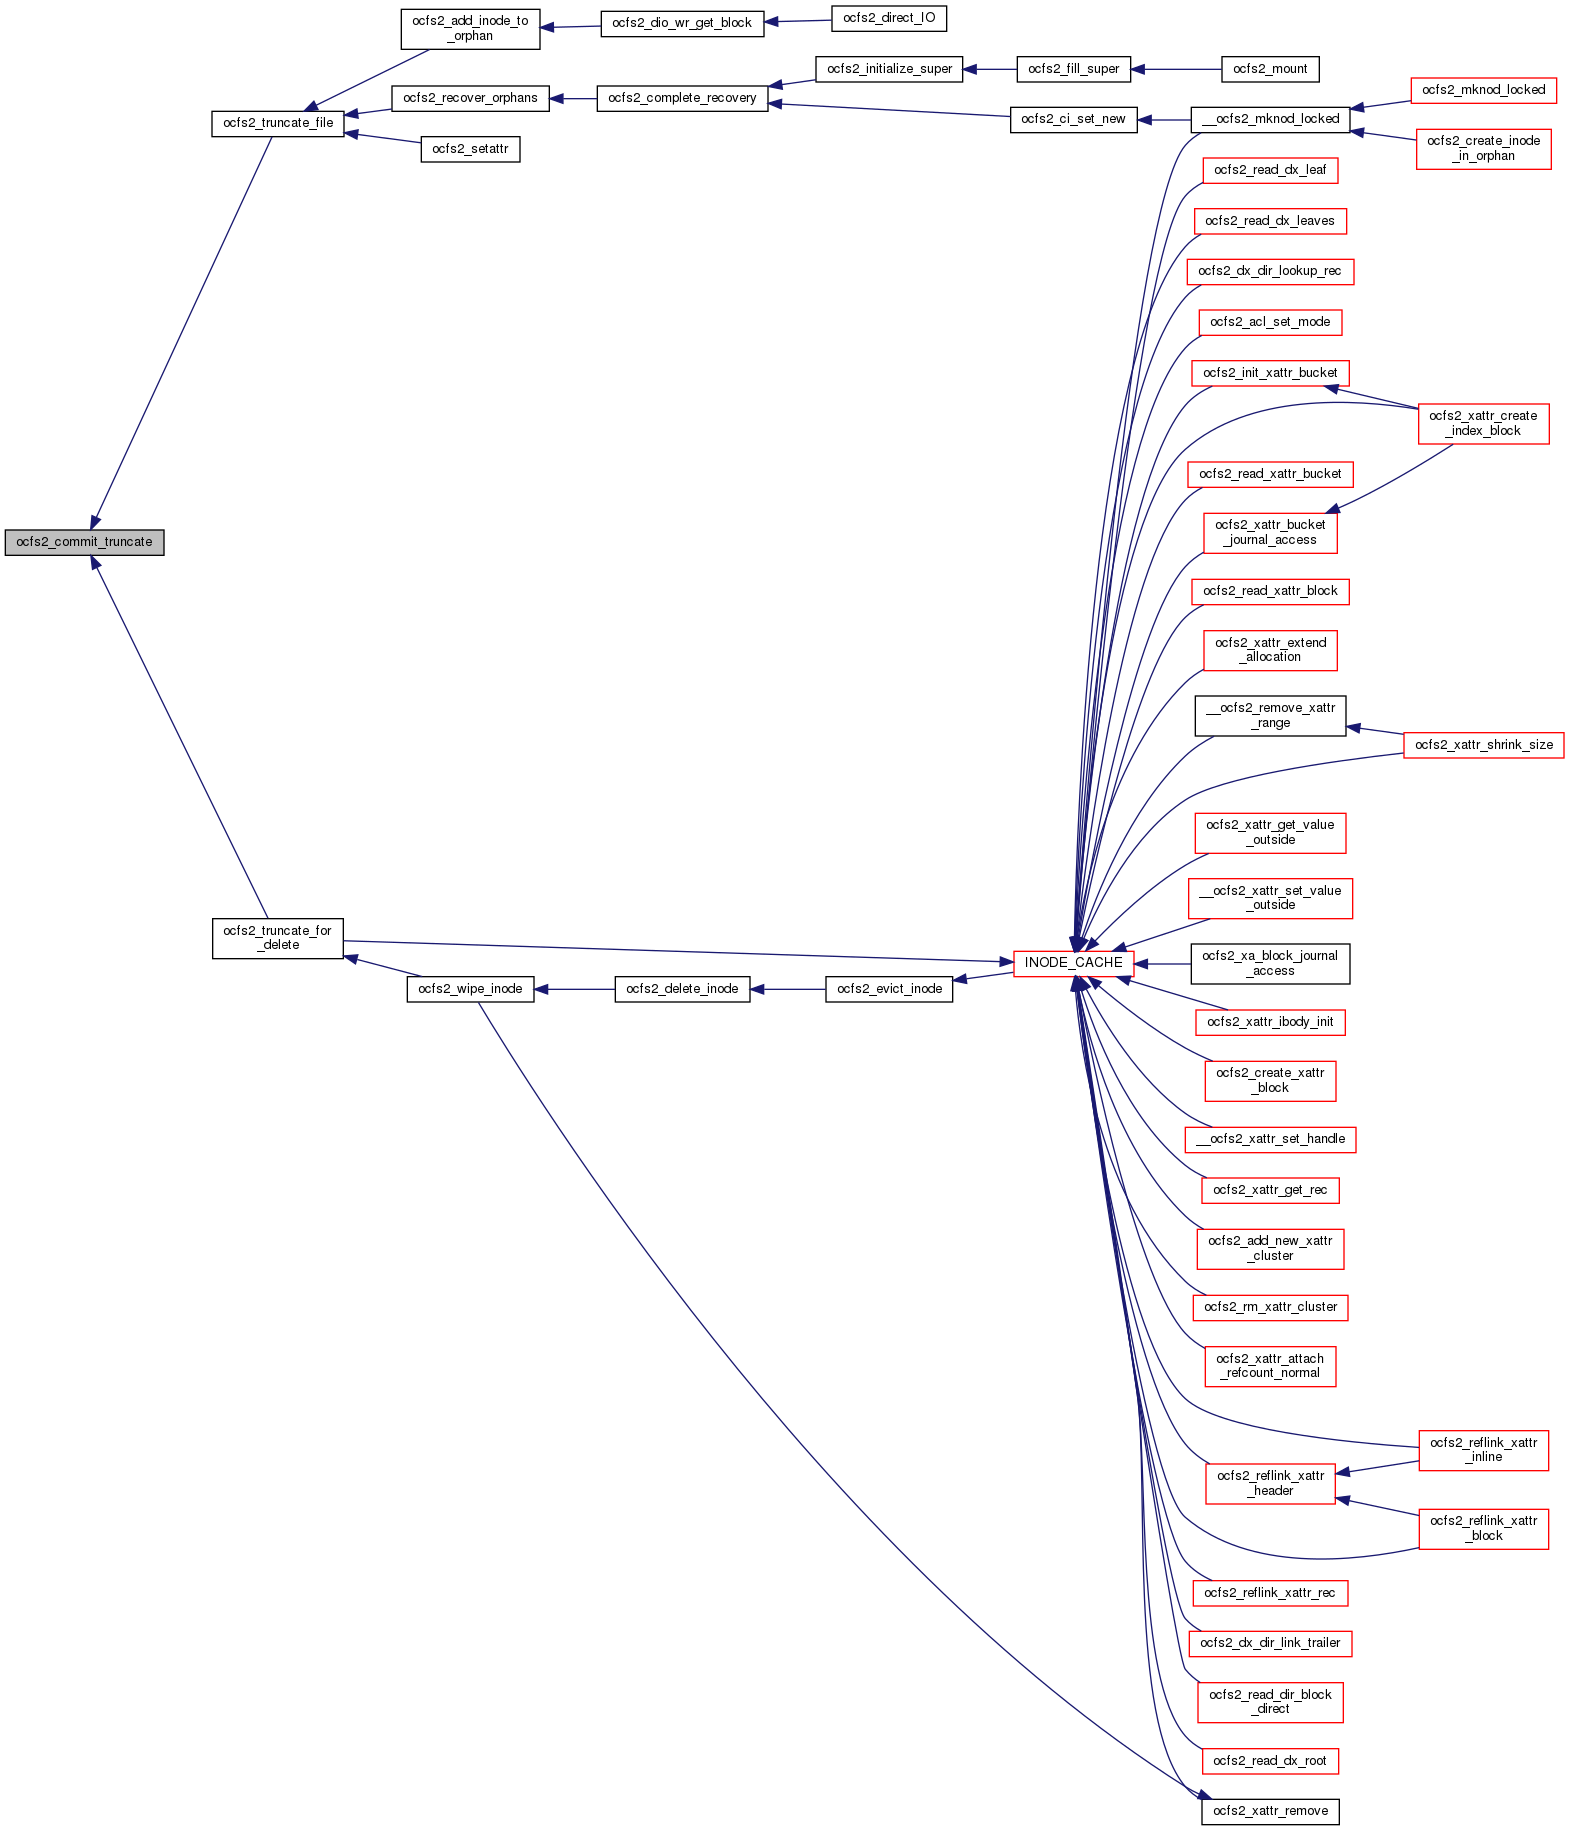 ocfs2_add_inode_to
_orphan
ocfs2_dio_wr_get_block
ocfs2_direct_IO
ocfs2_initialize_super
ocfs2_fill_super
ocfs2_mount
ocfs2_recover_orphans
ocfs2_complete_recovery
ocfs2_mknod_locked
ocfs2_truncate_file
ocfs2_ci_set_new
__ocfs2_mknod_locked
ocfs2_setattr
ocfs2_create_inode
_in_orphan
ocfs2_read_dx_leaf
ocfs2_read_dx_leaves
ocfs2_dx_dir_lookup_rec
ocfs2_acl_set_mode
ocfs2_init_xattr_bucket
ocfs2_xattr_create
_index_block
ocfs2_read_xattr_bucket
ocfs2_xattr_bucket
_journal_access
ocfs2_commit_truncate
ocfs2_read_xattr_block
ocfs2_xattr_extend
_allocation
__ocfs2_remove_xattr
_range
ocfs2_xattr_shrink_size
ocfs2_xattr_get_value
_outside
__ocfs2_xattr_set_value
_outside
ocfs2_truncate_for
_delete
INODE_CACHE
ocfs2_xa_block_journal
_access
ocfs2_wipe_inode
ocfs2_delete_inode
ocfs2_evict_inode
ocfs2_xattr_ibody_init
ocfs2_create_xattr
_block
__ocfs2_xattr_set_handle
ocfs2_xattr_get_rec
ocfs2_add_new_xattr
_cluster
ocfs2_rm_xattr_cluster
ocfs2_xattr_attach
_refcount_normal
ocfs2_reflink_xattr
_inline
ocfs2_reflink_xattr
_header
ocfs2_reflink_xattr
_block
ocfs2_reflink_xattr_rec
ocfs2_dx_dir_link_trailer
ocfs2_read_dir_block
_direct
ocfs2_read_dx_root
ocfs2_xattr_remove